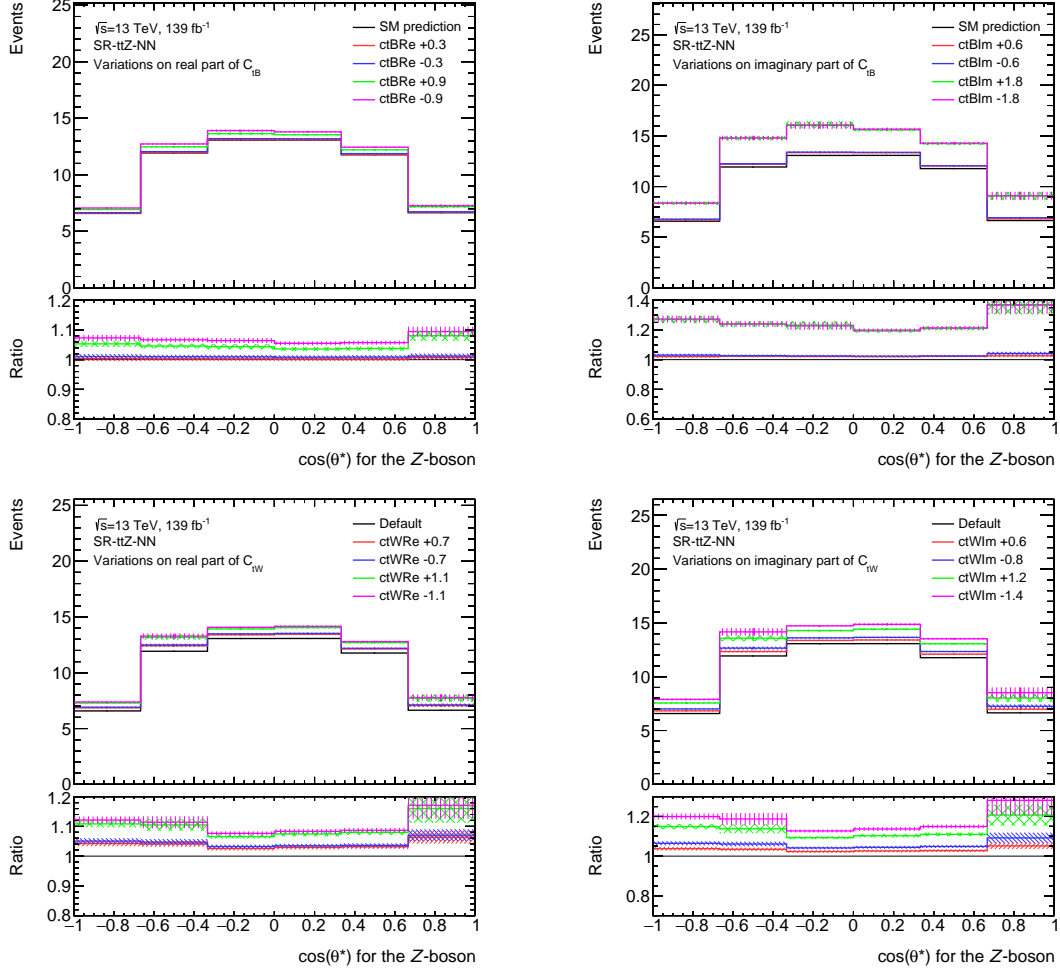 Events
√s=13 TeV, 139 fb⁻¹
SR-ttZ-NN
Variations on real part of C_tB
SM prediction
ctBRe +0.3
ctBRe -0.3
ctBRe +0.9
ctBRe -0.9
25
20
15
10
5
0
Ratio
1.2
1.1
1
0.9
0.8
−1 −0.8 −0.6 −0.4 −0.2 0 0.2 0.4 0.6 0.8 1
cos(θ*) for the Z-boson
Events
√s=13 TeV, 139 fb⁻¹
SR-ttZ-NN
Variations on imaginary part of C_tB
SM prediction
ctBIm +0.6
ctBIm -0.6
ctBIm +1.8
ctBIm -1.8
25
20
15
10
5
0
Ratio
1.4
1.2
1
0.8
0.6
−1 −0.8 −0.6 −0.4 −0.2 0 0.2 0.4 0.6 0.8 1
cos(θ*) for the Z-boson
Events
√s=13 TeV, 139 fb⁻¹
SR-ttZ-NN
Variations on real part of C_tW
Default
ctWRe +0.7
ctWRe -0.7
ctWRe +1.1
ctWRe -1.1
25
20
15
10
5
0
Ratio
1.2
1.1
1
0.9
0.8
−1 −0.8 −0.6 −0.4 −0.2 0 0.2 0.4 0.6 0.8 1
cos(θ*) for the Z-boson
Events
√s=13 TeV, 139 fb⁻¹
SR-ttZ-NN
Variations on imaginary part of C_tW
Default
ctWIm +0.6
ctWIm -0.8
ctWIm +1.2
ctWIm -1.4
25
20
15
10
5
0
Ratio
1.2
1
0.8
−1 −0.8 −0.6 −0.4 −0.2 0 0.2 0.4 0.6 0.8 1
cos(θ*) for the Z-boson